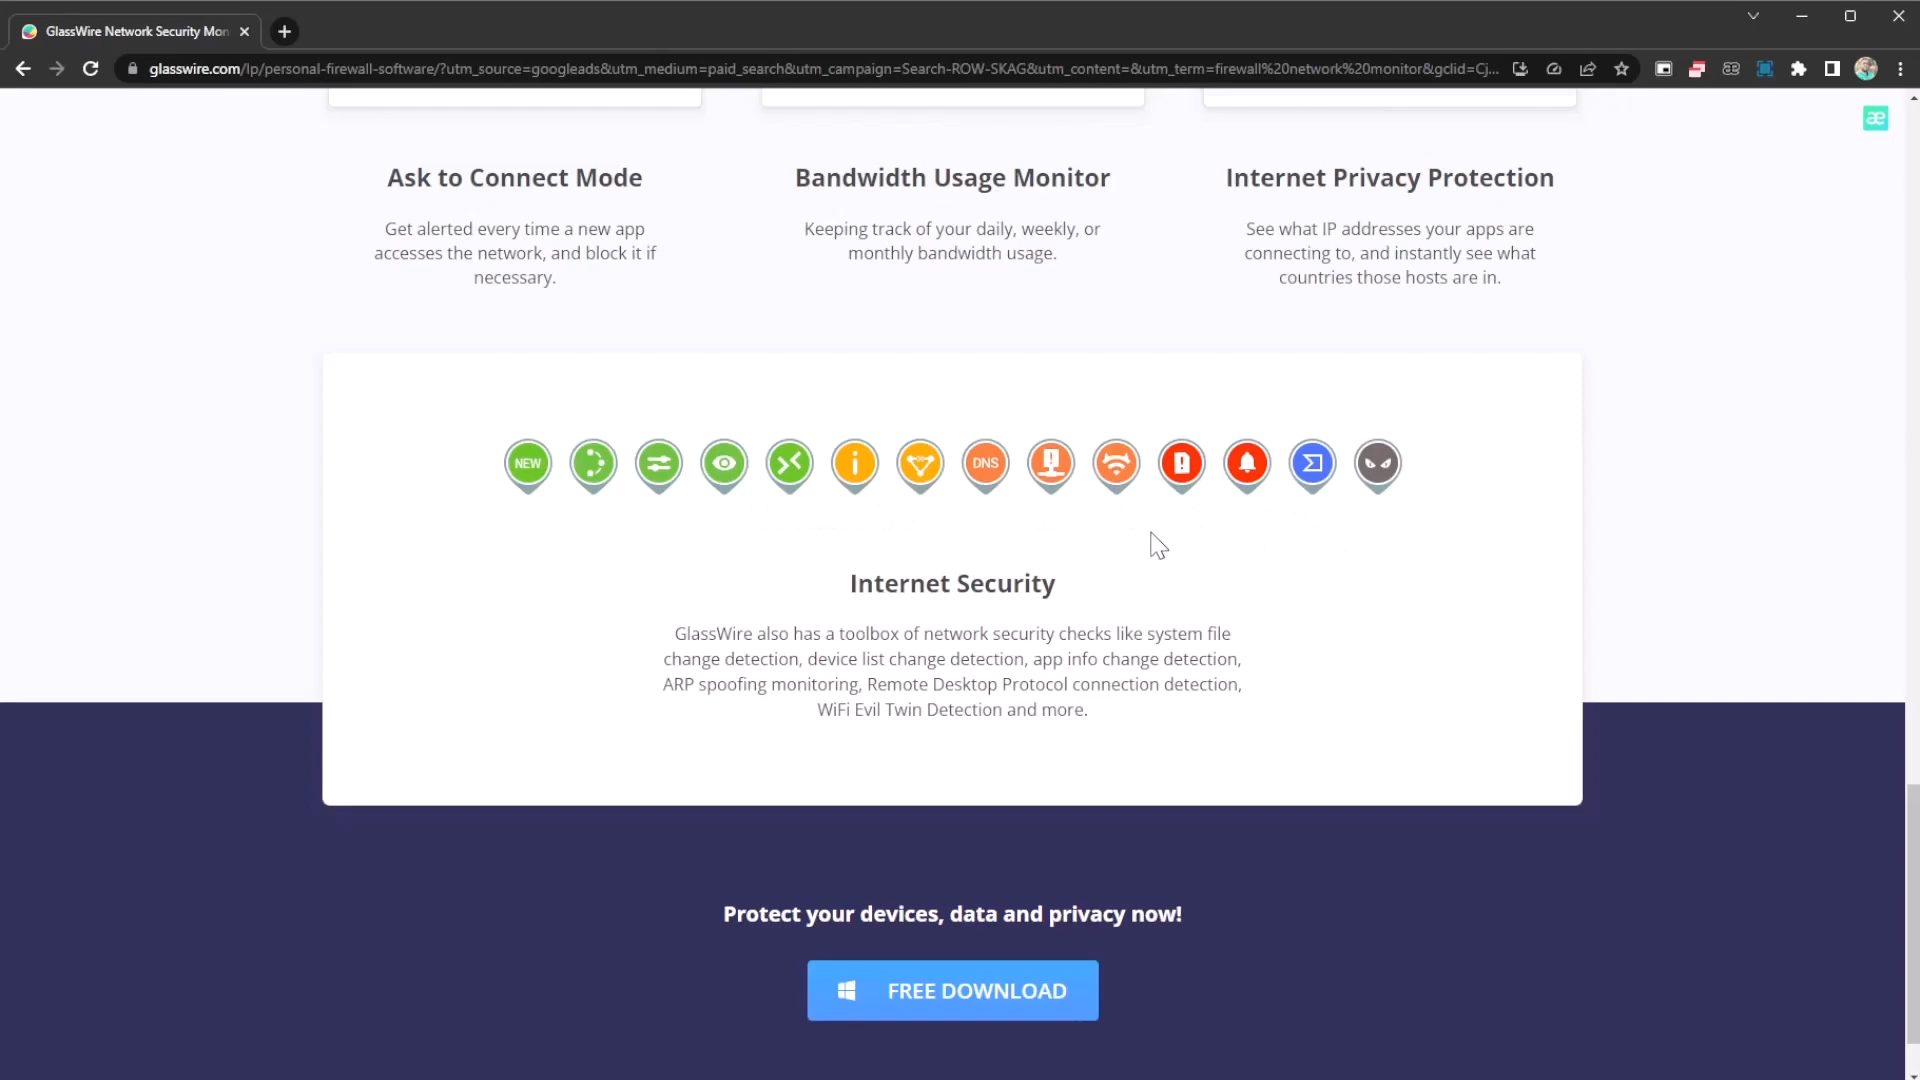 GlassWire Network Security Mon
glasswire.com/lp/personal-firewall-software/?utm_source=googleads&utm_medium=paid_search&utm_campaign=Search-ROW-SKAG&utm_content=&utm_term=firewall%20network%20monitor&gclid=Cj...
æ
Ask to Connect Mode
Get alerted every time a new app
accesses the network, and block it if
necessary.
Bandwidth Usage Monitor
Keeping track of your daily, weekly, or
monthly bandwidth usage.
Internet Privacy Protection
See what IP addresses your apps are
connecting to, and instantly see what
countries those hosts are in.
NEW
DNS
Internet Security
GlassWire also has a toolbox of network security checks like system file
change detection, device list change detection, app info change detection,
ARP spoofing monitoring, Remote Desktop Protocol connection detection,
WiFi Evil Twin Detection and more.
Protect your devices, data and privacy now!
FREE DOWNLOAD